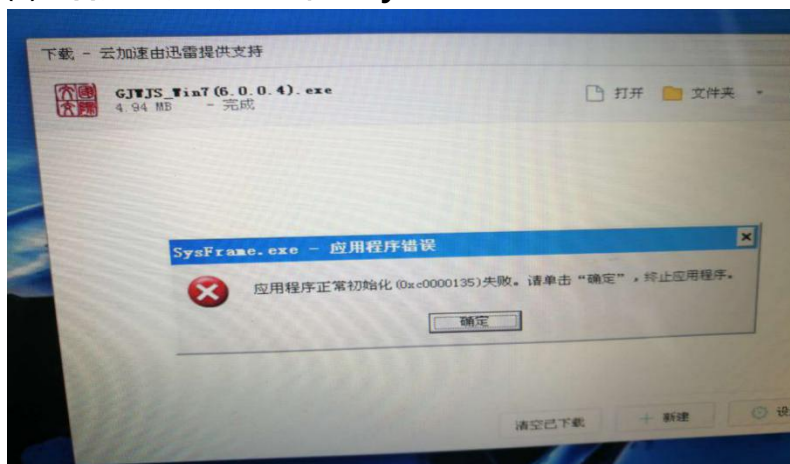 下载 - 云加速由迅雷提供支持
GJWJS_Win7(6.0.0.4).exe
4.94 MB - 完成
打开 文件夹
SysFrame.exe - 应用程序错误
应用程序正常初始化(0xc0000135)失败。请单击“确定”，终止应用程序。
确定
清空已下载 + 新建 设